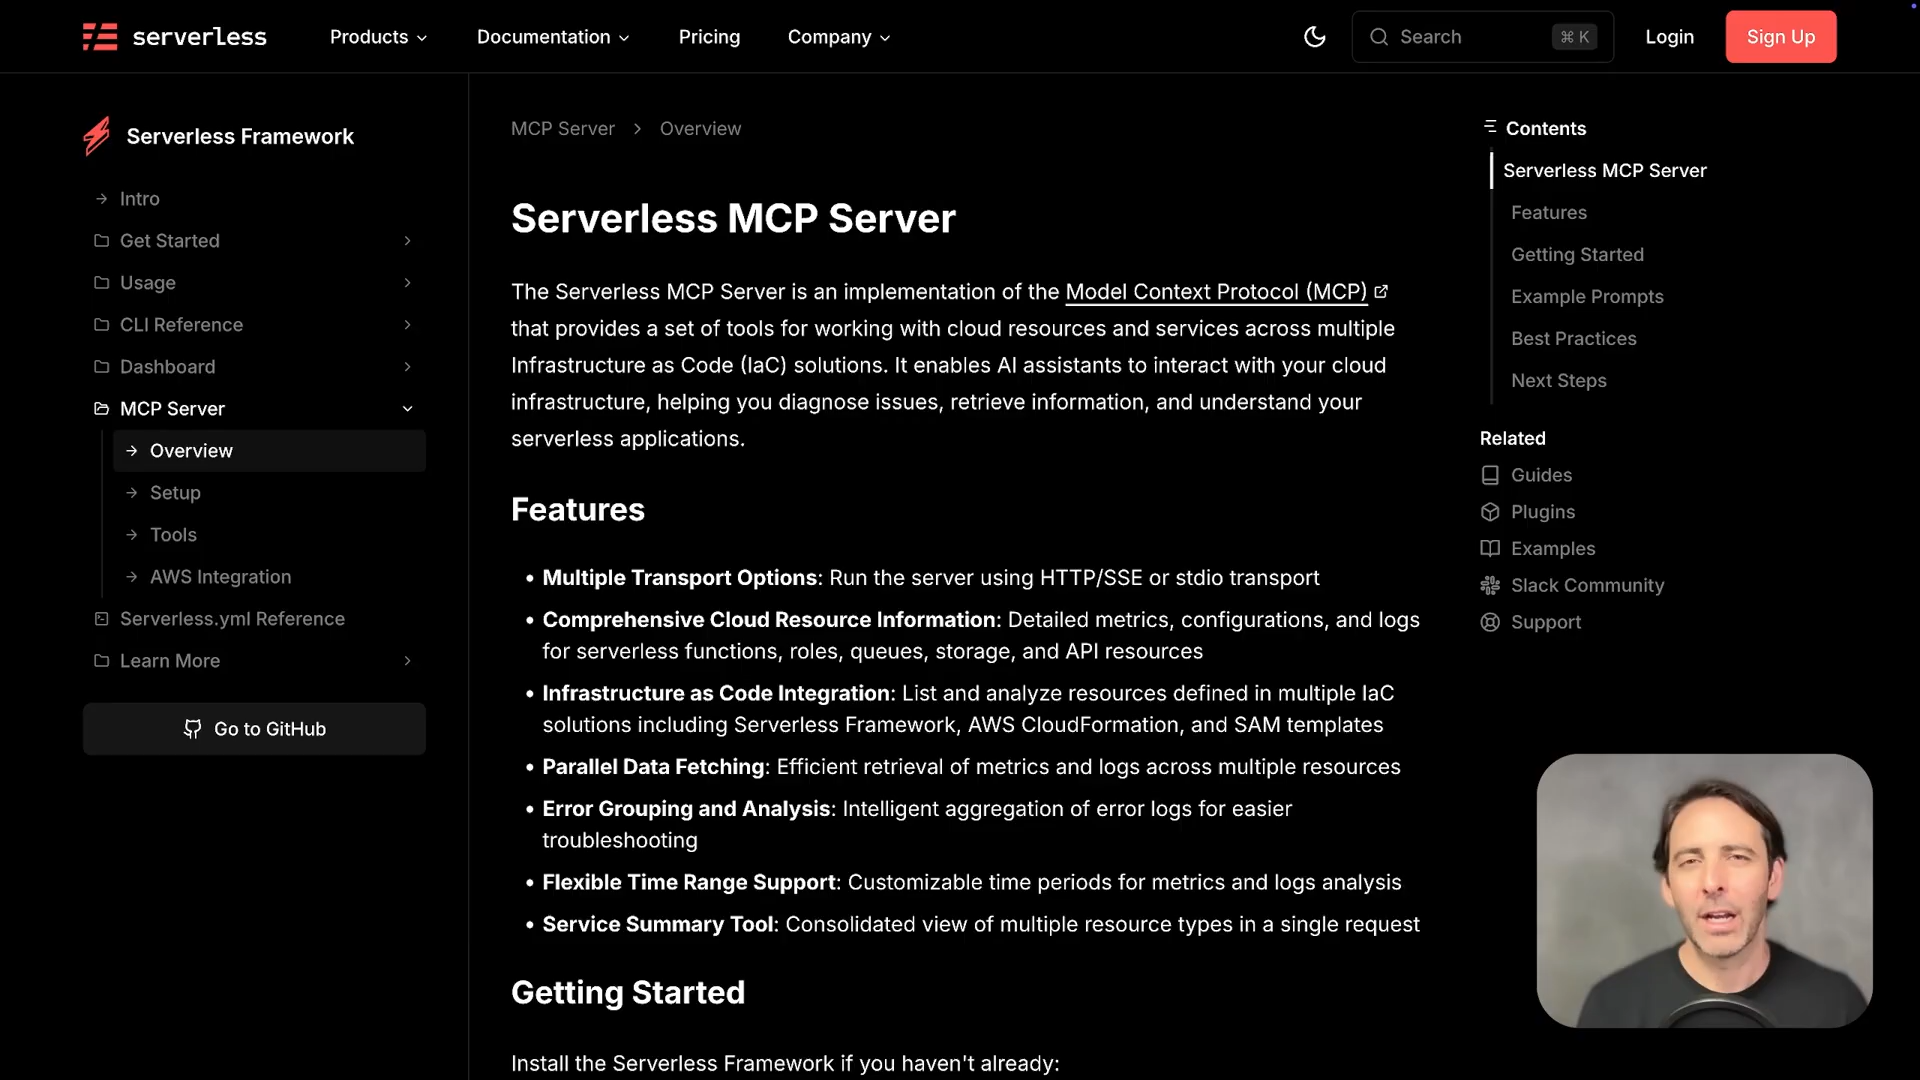 serverless
Products
Documentation
Pricing
Company
Search
⌘ K
Login
Sign Up
Serverless Framework
Intro
Get Started
Usage
CLI Reference
Dashboard
MCP Server
Overview
Setup
Tools
AWS Integration
Serverless.yml Reference
Learn More
Go to GitHub
MCP Server > Overview
Serverless MCP Server
The Serverless MCP Server is an implementation of the Model Context Protocol (MCP)
that provides a set of tools for working with cloud resources and services across multiple
Infrastructure as Code (IaC) solutions. It enables AI assistants to interact with your cloud
infrastructure, helping you diagnose issues, retrieve information, and understand your
serverless applications.
Features
• Multiple Transport Options: Run the server using HTTP/SSE or stdio transport
• Comprehensive Cloud Resource Information: Detailed metrics, configurations, and logs
for serverless functions, roles, queues, storage, and API resources
• Infrastructure as Code Integration: List and analyze resources defined in multiple IaC
solutions including Serverless Framework, AWS CloudFormation, and SAM templates
• Parallel Data Fetching: Efficient retrieval of metrics and logs across multiple resources
• Error Grouping and Analysis: Intelligent aggregation of error logs for easier
troubleshooting
• Flexible Time Range Support: Customizable time periods for metrics and logs analysis
• Service Summary Tool: Consolidated view of multiple resource types in a single request
Getting Started
Install the Serverless Framework if you haven't already:
Contents
Serverless MCP Server
Features
Getting Started
Example Prompts
Best Practices
Next Steps
Related
Guides
Plugins
Examples
Slack Community
Support